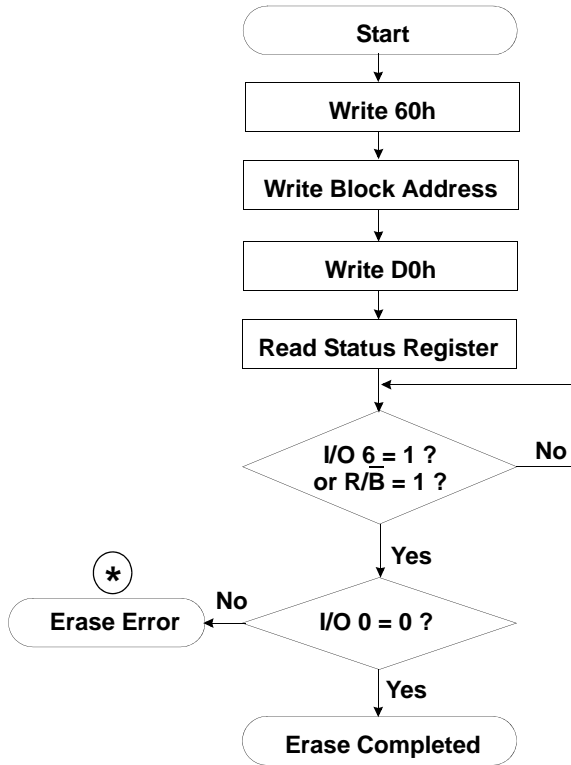 Start
Write 60h
Write Block Address
Write D0h
Read Status Register
I/O 6 = 1 ?
or R/B̅ = 1 ?
No
Yes
*
No
Erase Error
I/O 0 = 0 ?
Yes
Erase Completed